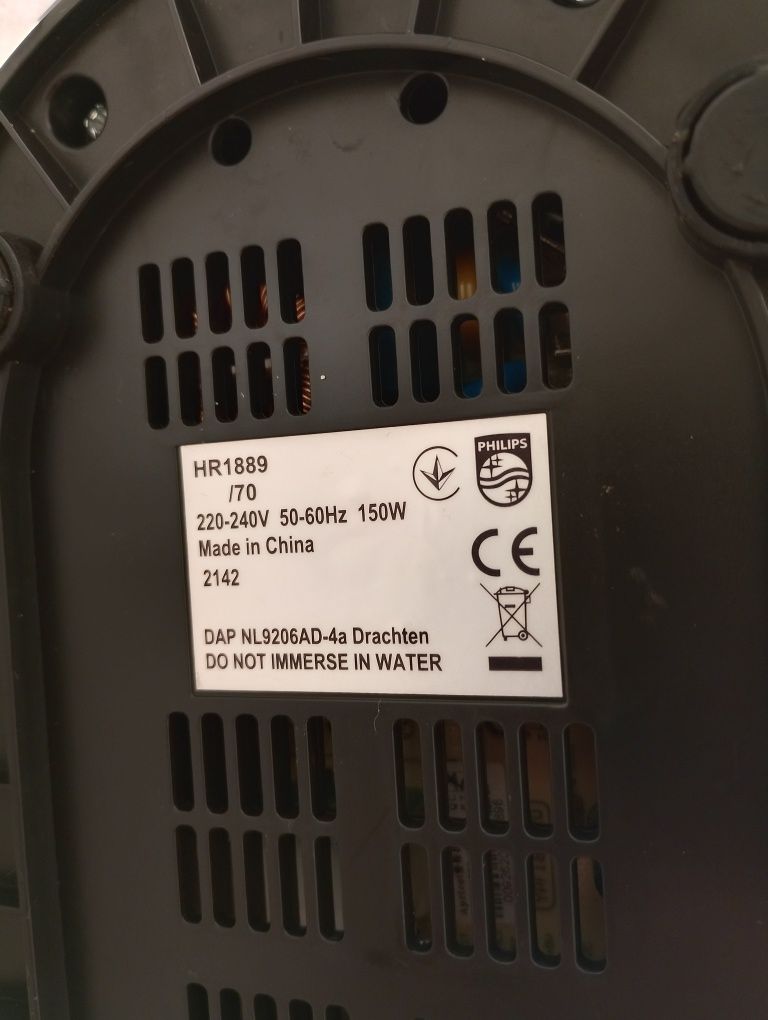 HR1889
/70
220-240V 50-60Hz 150W
Made in China
2142
DAP NL9206AD-4a Drachten
DO NOT IMMERSE IN WATER
PHILIPS
CE